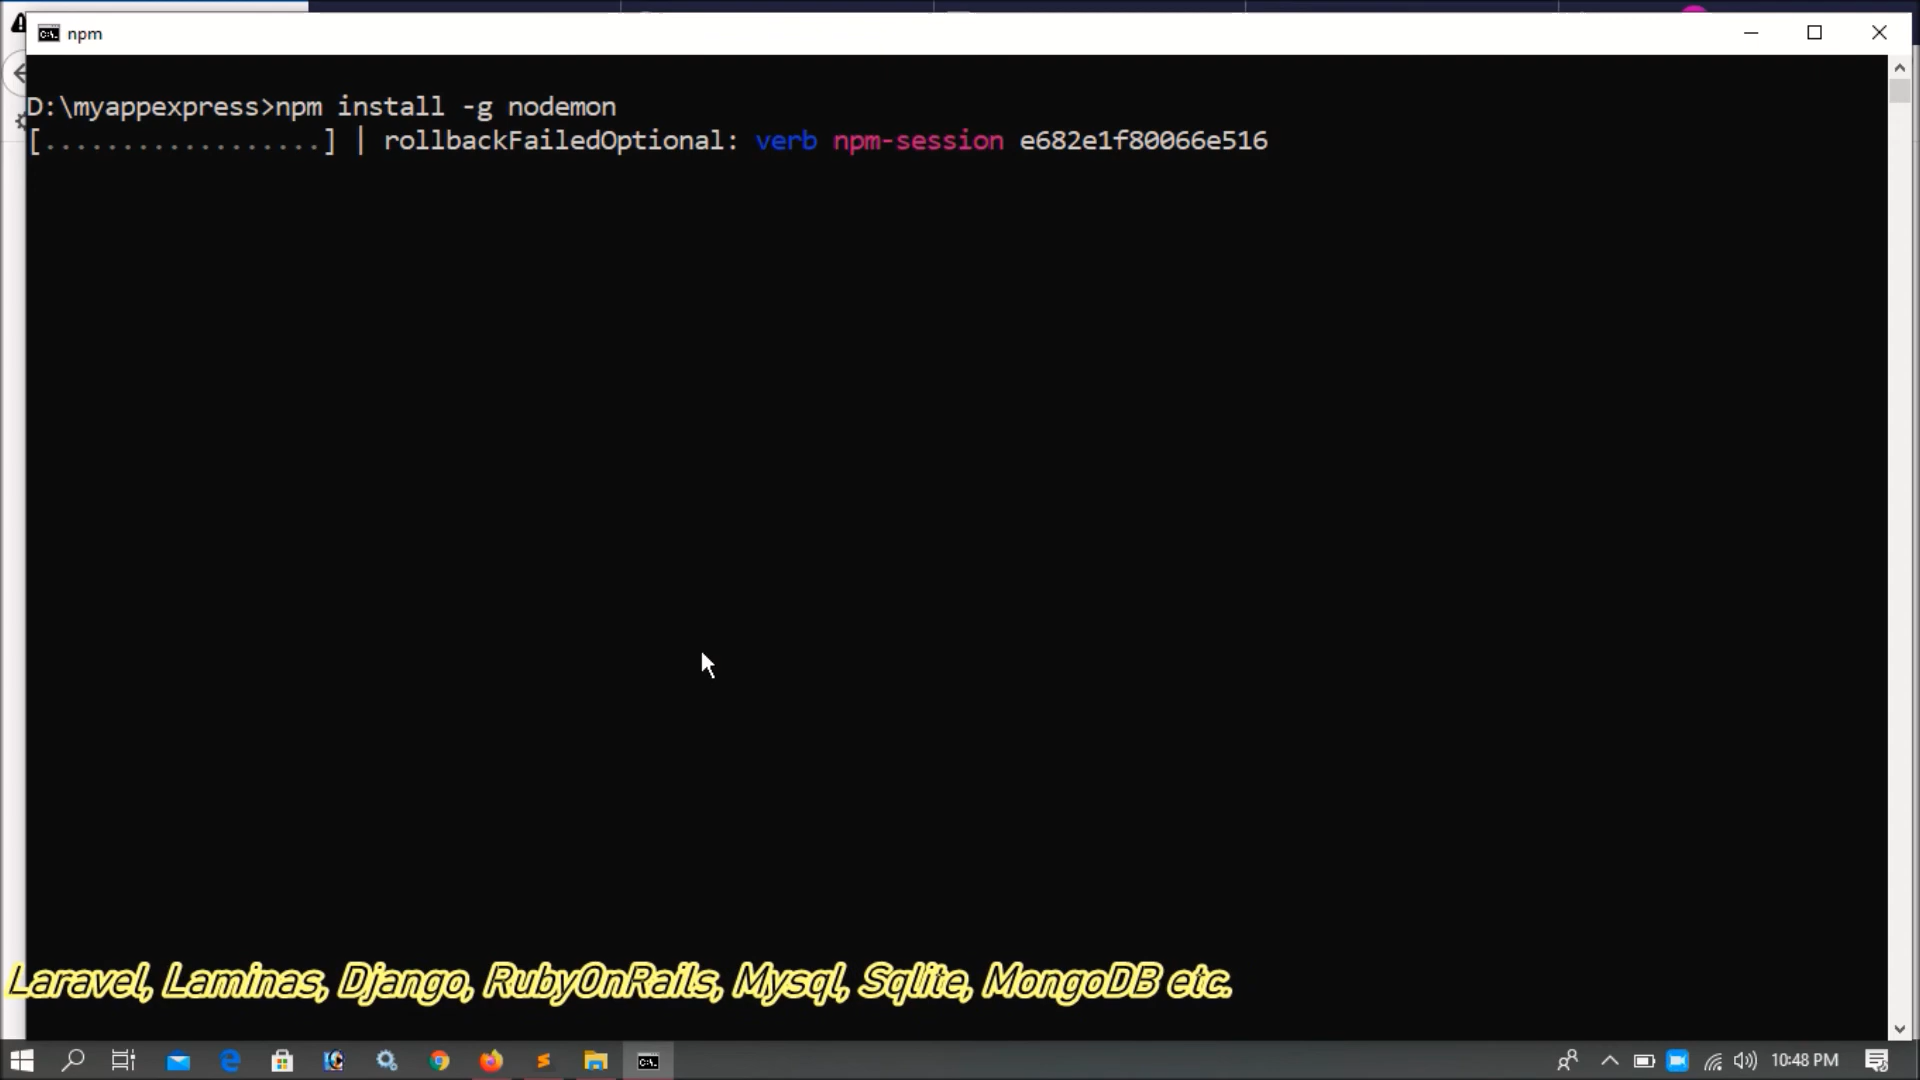 npm
D:\myappexpress>npm install -g nodemon
[..................] | rollbackFailedOptional: verb npm-session e682e1f80066e516
Laravel, Laminas, Django, RubyOnRails, Mysql, Sqlite, MongoDB etc.
10:48 PM